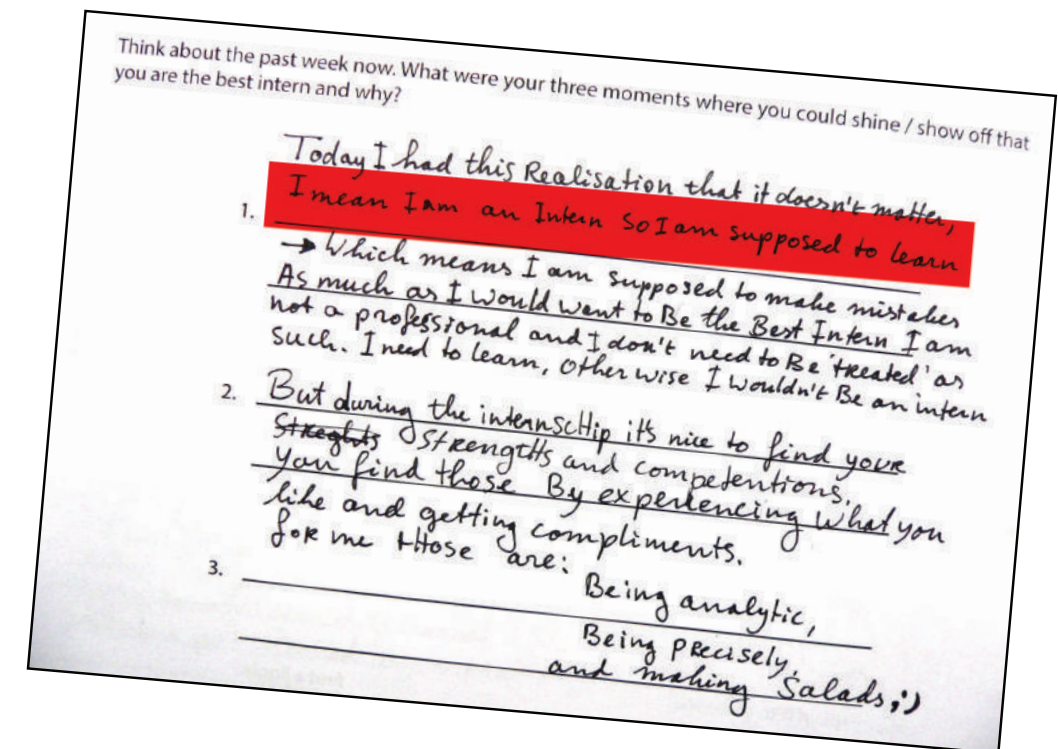 Think about the past week now. What were your three moments where you could shine / show off that
you are the best intern and why?
Today I had this Realisation that it doesn't matter,
1. I mean I am an Intern so I am supposed to learn
→ Which means I am supposed to make mistakes
As much as I would want to Be the Best Intern I am
not a professional and I don't need to Be 'treated' as
such. I need to learn, otherwise I wouldn't Be an intern
2. But during the internscHip it's nice to find your
Streghts StrengtHs and competentions.
You find those By experiencing what you
like and getting compliments.
for me tHose are:
3. Being analytic,
Being precisely,
and making salads ;')